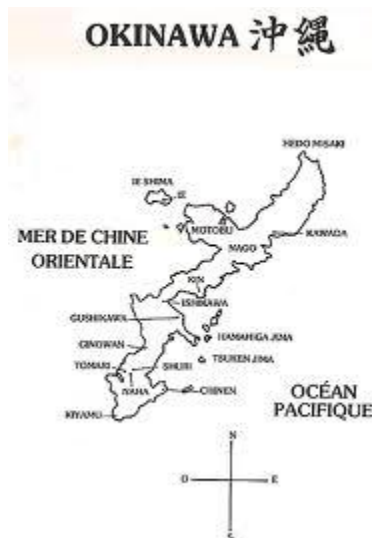 OKINAWA 沖縄
HEDO MISAKI
IE SHIMA
IE
MOTOBU
KAWADA
MER DE CHINE
ORIENTALE
NAGO
KIN
ISHIKAWA
GUSHIKAWA
HAMAHIGA JIMA
GINOWAN
TSUKEN JIMA
TOMARI
SHURI
NAHA
CHINEN
OCÉAN
PACIFIQUE
KIYAMU
N
O
E
S